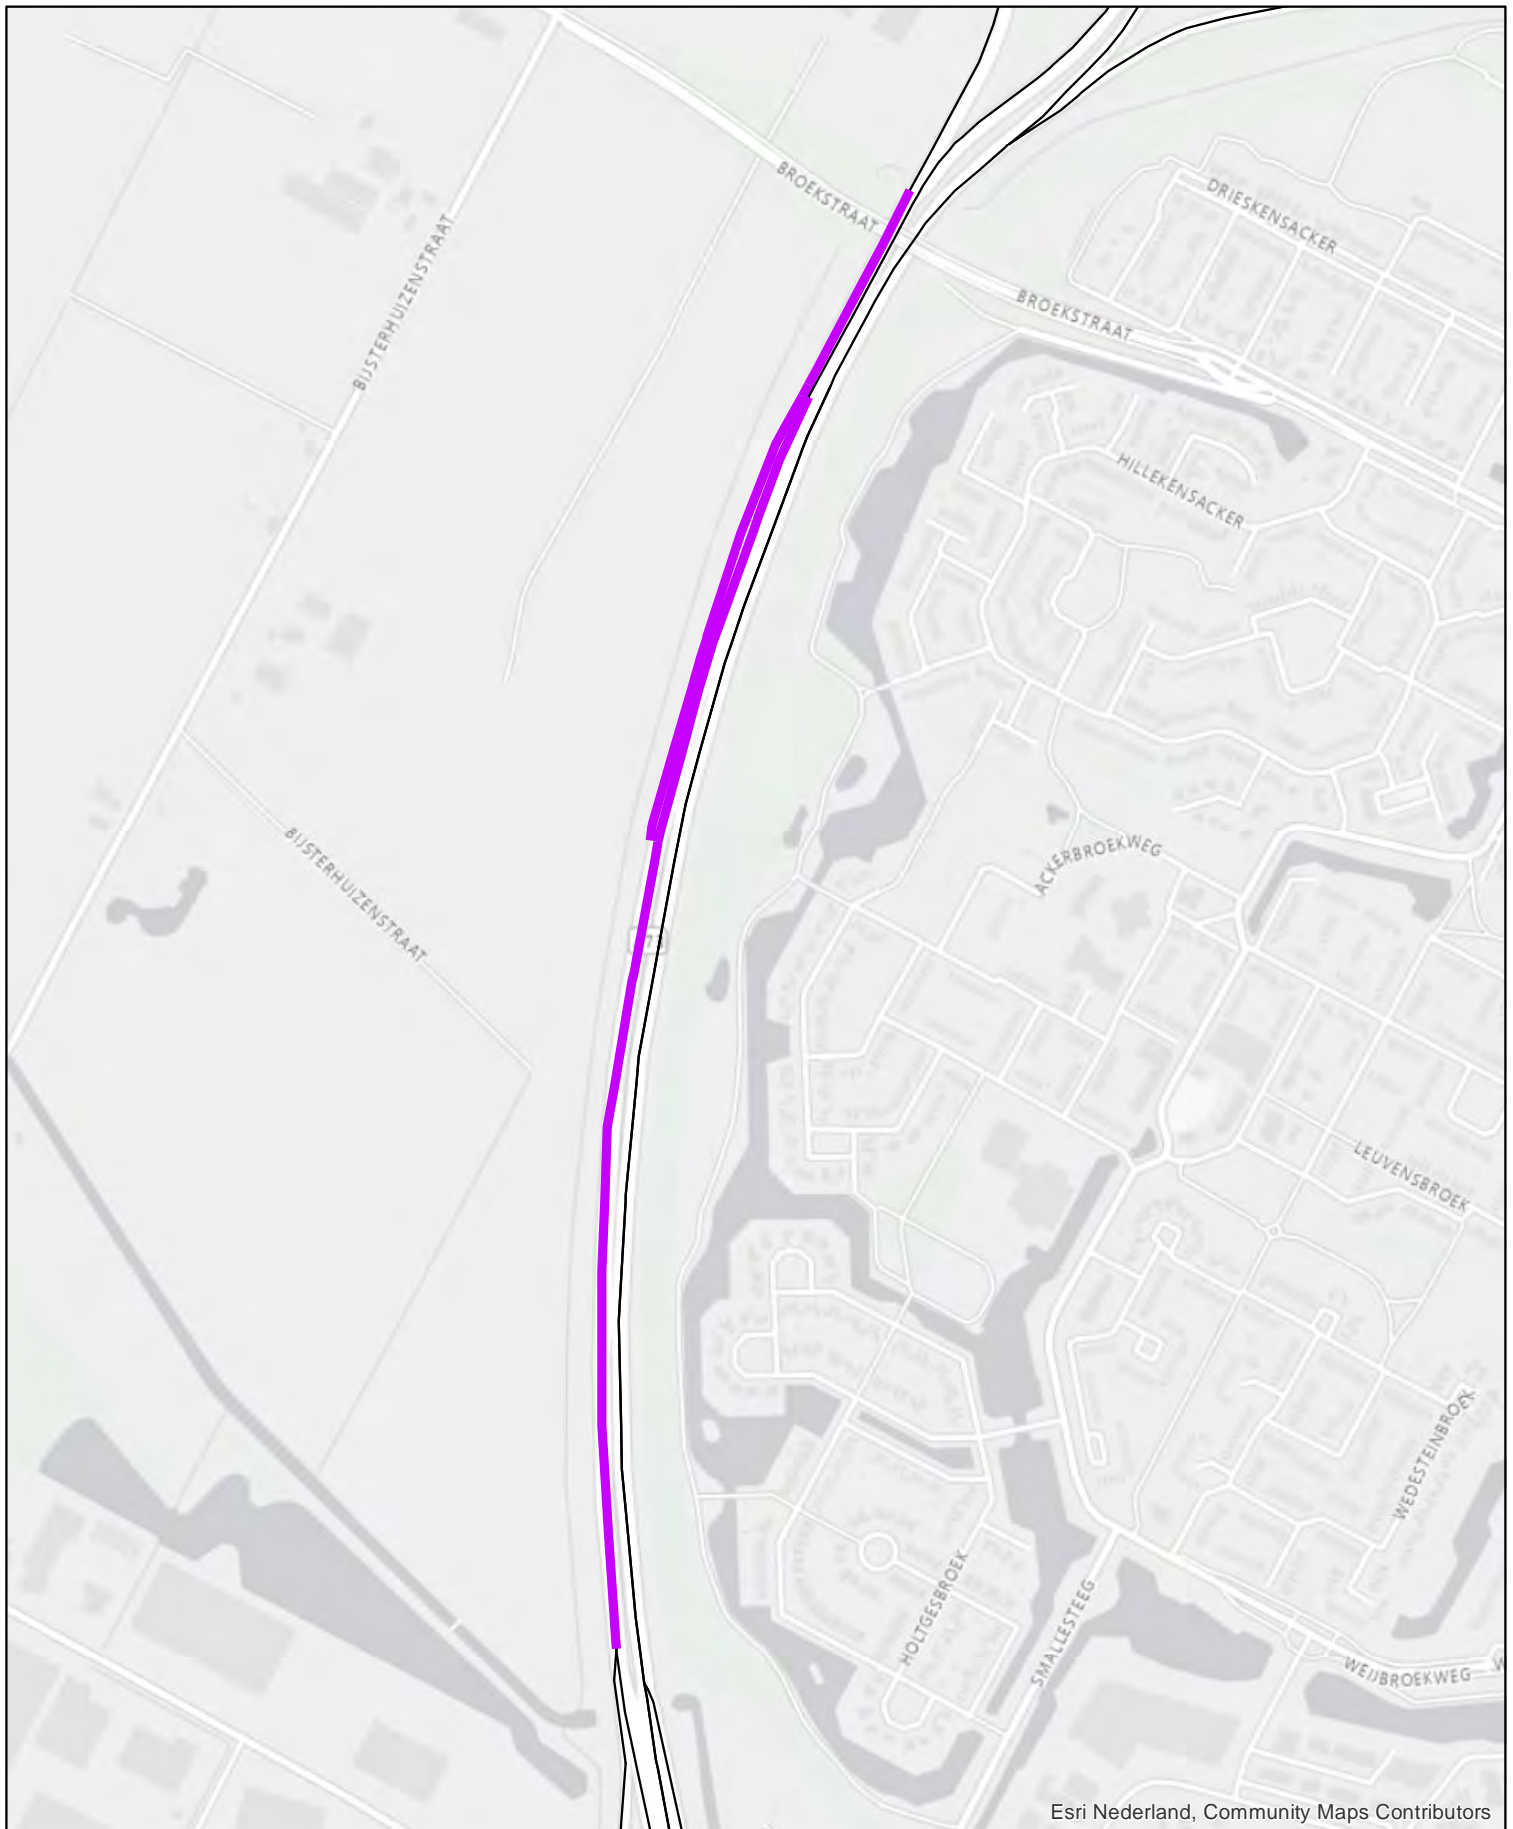 BROEKSTRAAT
DRIESKENSACKER
BIJSTERHUIZENSTRAAT
BROEKSTRAAT
HILLEKENSACKER
BIJSTERHUIZENSTRAAT
ACKERBROEKWEG
LEUVENSBROEK
WEDESTEINBROEK
HOLTGESBROEK
SMALLESTEEG
WEIJBROEKWEG
W
Esri Nederland, Community Maps Contributors